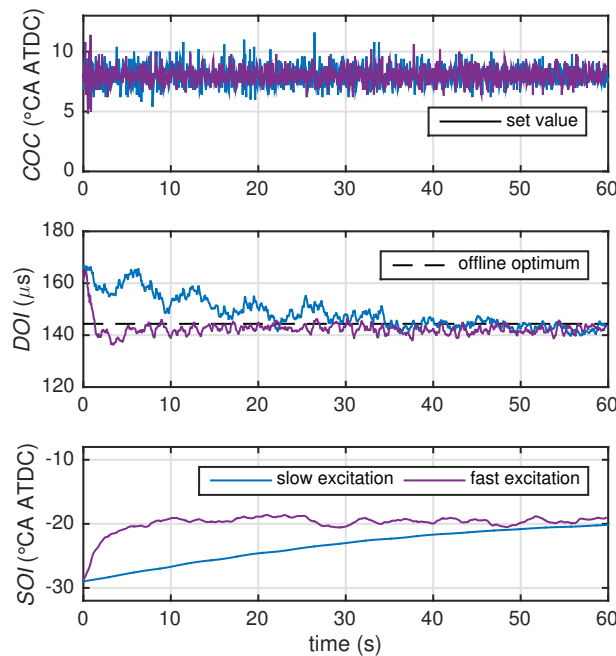 COC (°CA ATDC)
10
5
0
set value
0 10 20 30 40 50 60
DOI (μs)
180
160
140
120
offline optimum
0 10 20 30 40 50 60
SOI (°CA ATDC)
-10
-20
-30
slow excitation fast excitation
0 10 20 30 40 50 60
time (s)